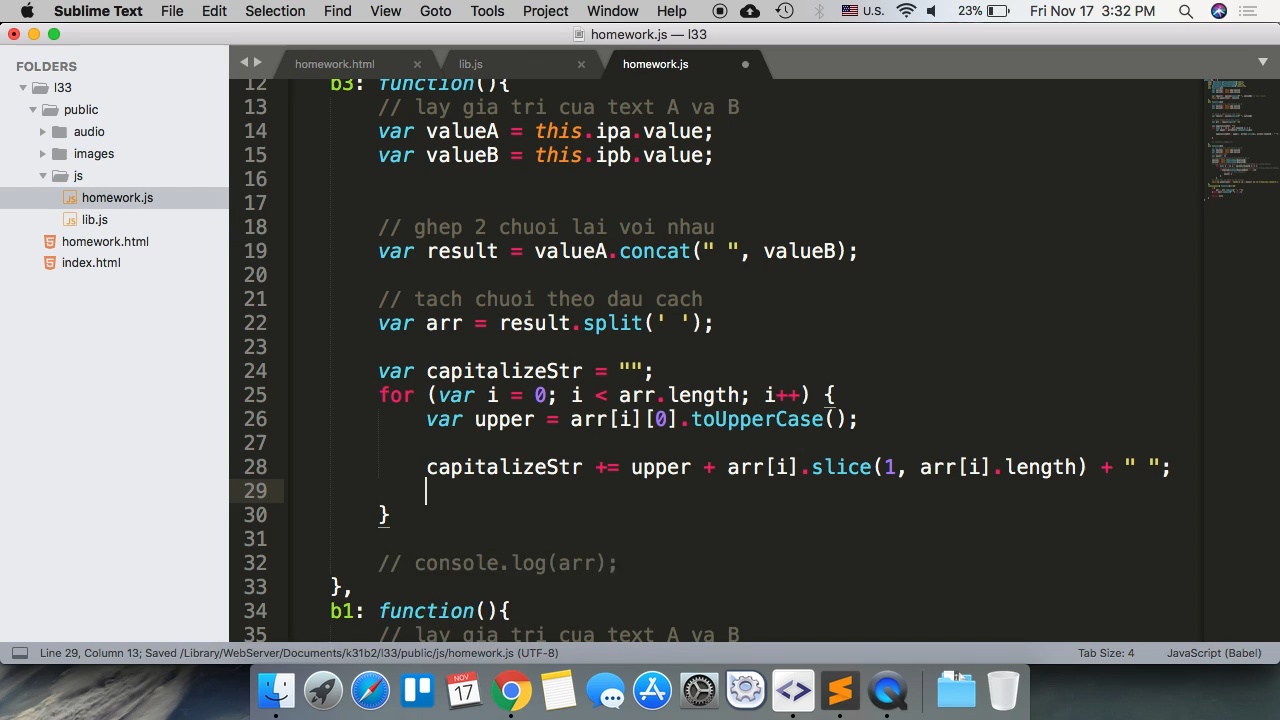 Sublime Text File Edit Selection Find View Goto Tools Project Window Help U.S. 23% Fri Nov 17 3:32 PM
homework.js — l33
FOLDERS
l33
public
audio
images
js
homework.js
lib.js
homework.html
index.html
homework.html lib.js homework.js
12 b3: function(){
13 // lay gia tri cua text A va B
14 var valueA = this.ipa.value;
15 var valueB = this.ipb.value;
16
17
18 // ghep 2 chuoi lai voi nhau
19 var result = valueA.concat(" ", valueB);
20
21 // tach chuoi theo dau cach
22 var arr = result.split(' ');
23
24 var capitalizeStr = "";
25 for (var i = 0; i < arr.length; i++) {
26 var upper = arr[i][0].toUpperCase();
27
28 capitalizeStr += upper + arr[i].slice(1, arr[i].length) + " ";
29
30 }
31
32 // console.log(arr);
33 },
34 b1: function(){
35 // lay gia tri cua text A va B
Line 29, Column 13; Saved /Library/WebServer/Documents/k31b2/l33/public/js/homework.js (UTF-8) Tab Size: 4 JavaScript (Babel)
NOV
17